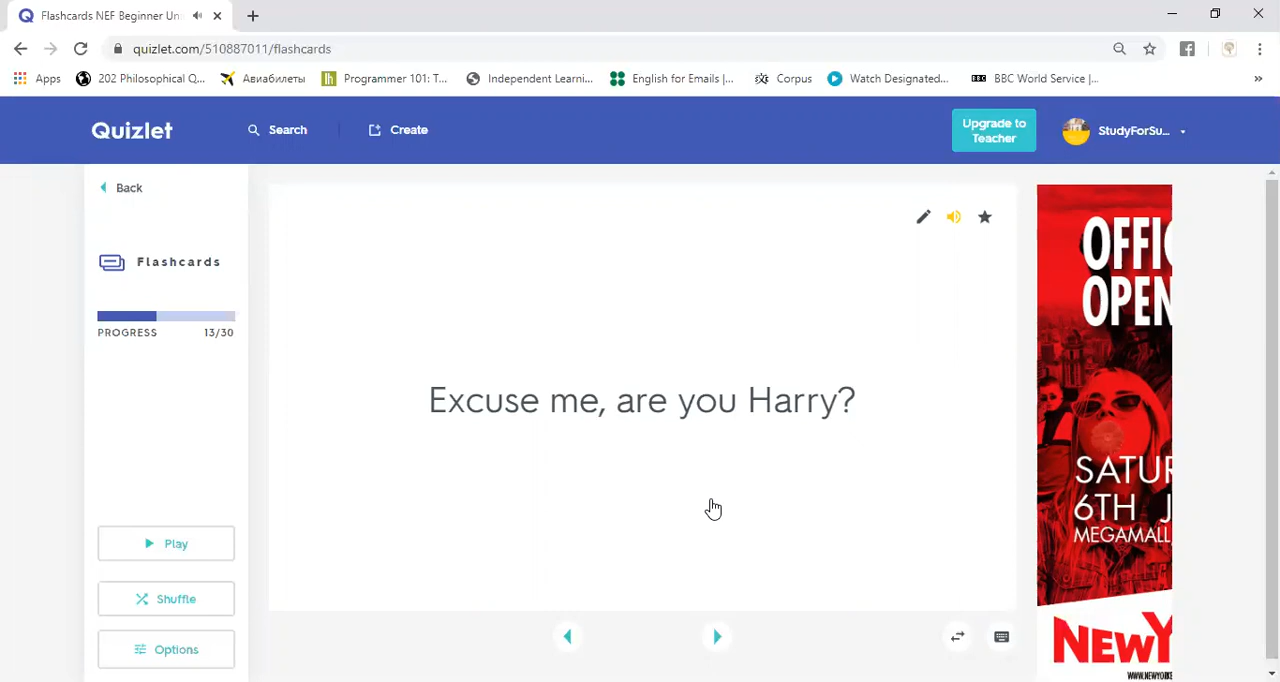 Flashcards NEF Beginner Un
quizlet.com/510887011/flashcards
Apps
202 Philosophical Q...
Авиабилеты
Programmer 101: T...
Independent Learni...
English for Emails |...
Corpus
Watch Designated...
BBC World Service |...
»
Quizlet
Search
Create
Upgrade to
Teacher
StudyForSu...
Back
Flashcards
PROGRESS 13/30
Play
Shuffle
Options
Excuse me, are you Harry?
OFFIC
OPEN
SATUR
6TH J
MEGAMALL,
NEWY
WWW.NEWYORKE